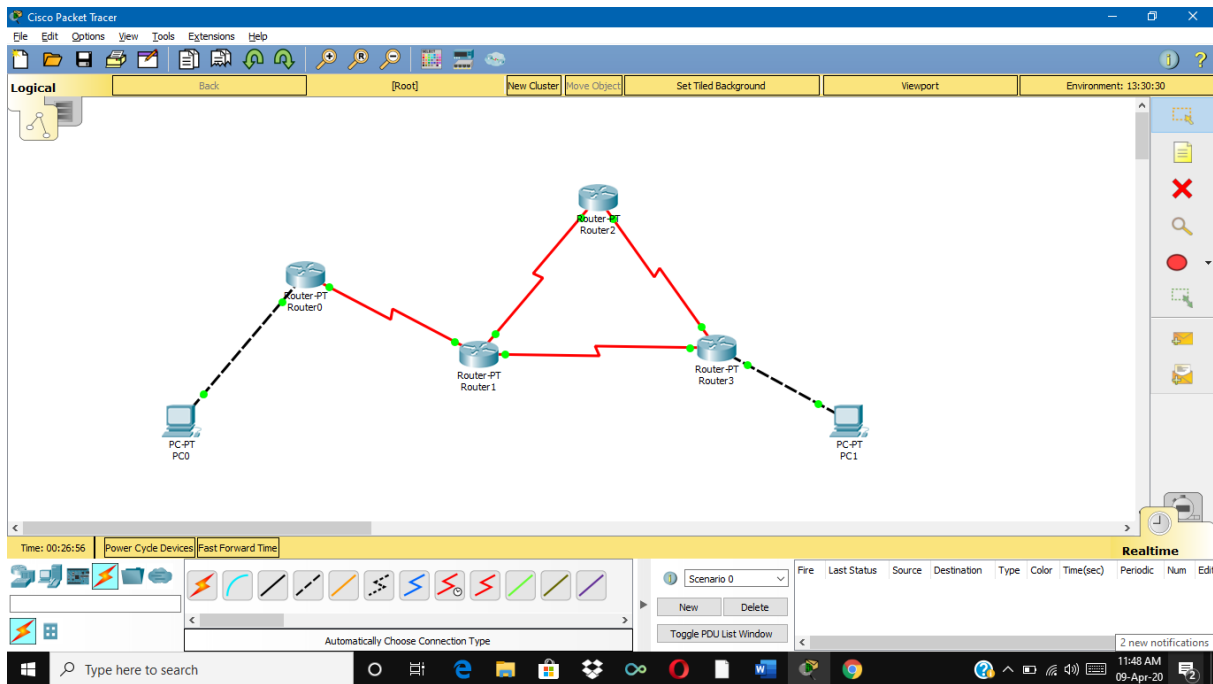 Cisco Packet Tracer
File Edit Options View Tools Extensions Help
Logical Back [Root] New Cluster Move Object Set Tiled Background Viewport Environment: 13:30:30
Router-PT
Router2
Router-PT
Router0
Router-PT
Router1
Router-PT
Router3
PC-PT
PC0
PC-PT
PC1
Time: 00:26:56 Power Cycle Devices Fast Forward Time
Realtime
Scenario 0
New Delete
Toggle PDU List Window
Fire Last Status Source Destination Type Color Time(sec) Periodic Num Edit
Automatically Choose Connection Type
2 new notifications
Type here to search
11:48 AM
09-Apr-20
2